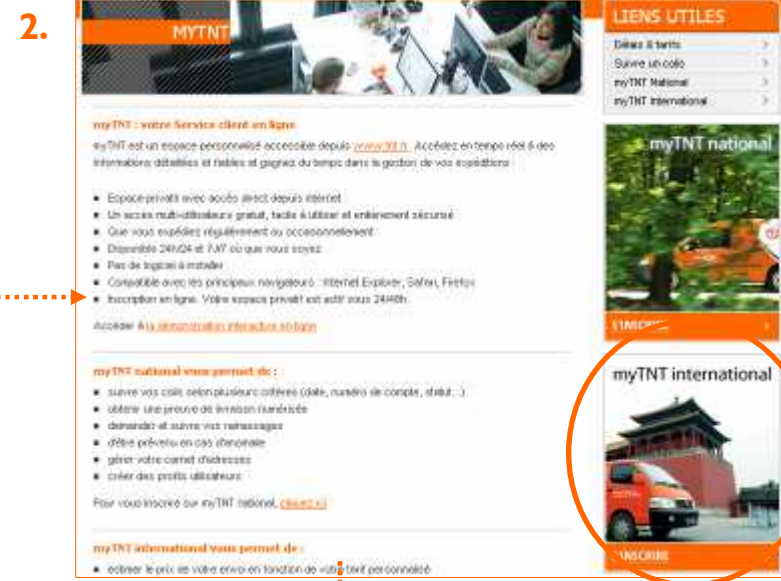 2.
MYTNT
myTNT : votre Service client en ligne
myTNT est un espace personnalisé accessible depuis www.tnt.fr. Accédez en temps réel à des
informations détaillées et fiables et gagnez du temps dans la gestion de vos expéditions :
Espace privatif avec accès direct depuis internet
Un accès multi-utilisateurs gratuit, facile à utiliser et entièrement sécurisé
Que vous expédiez régulièrement ou occasionnellement
Disponible 24h/24 et 7J/7 où que vous soyez
Pas de logiciel à installer
Compatible avec les principaux navigateurs : Internet Explorer, Safari, Firefox
Inscription en ligne. Votre espace privatif est actif sous 24/48h.
Accéder à la démonstration interactive en ligne
myTNT national vous permet de :
suivre vos colis selon plusieurs critères (date, numéro de compte, statut...)
obtenir une preuve de livraison numérisée
demander et suivre vos ramassages
d'être prévenu en cas d'anomalie
gérer votre carnet d'adresses
créer des profils utilisateurs
Pour vous inscrire sur myTNT national, cliquez ici
myTNT international vous permet de :
estimer le prix de votre envoi en fonction de votre tarif personnalisé
LIENS UTILES
Délais & tarifs
Suivre un colis
myTNT National
myTNT International
myTNT national
S'INSCRIRE
myTNT international
S'INSCRIRE